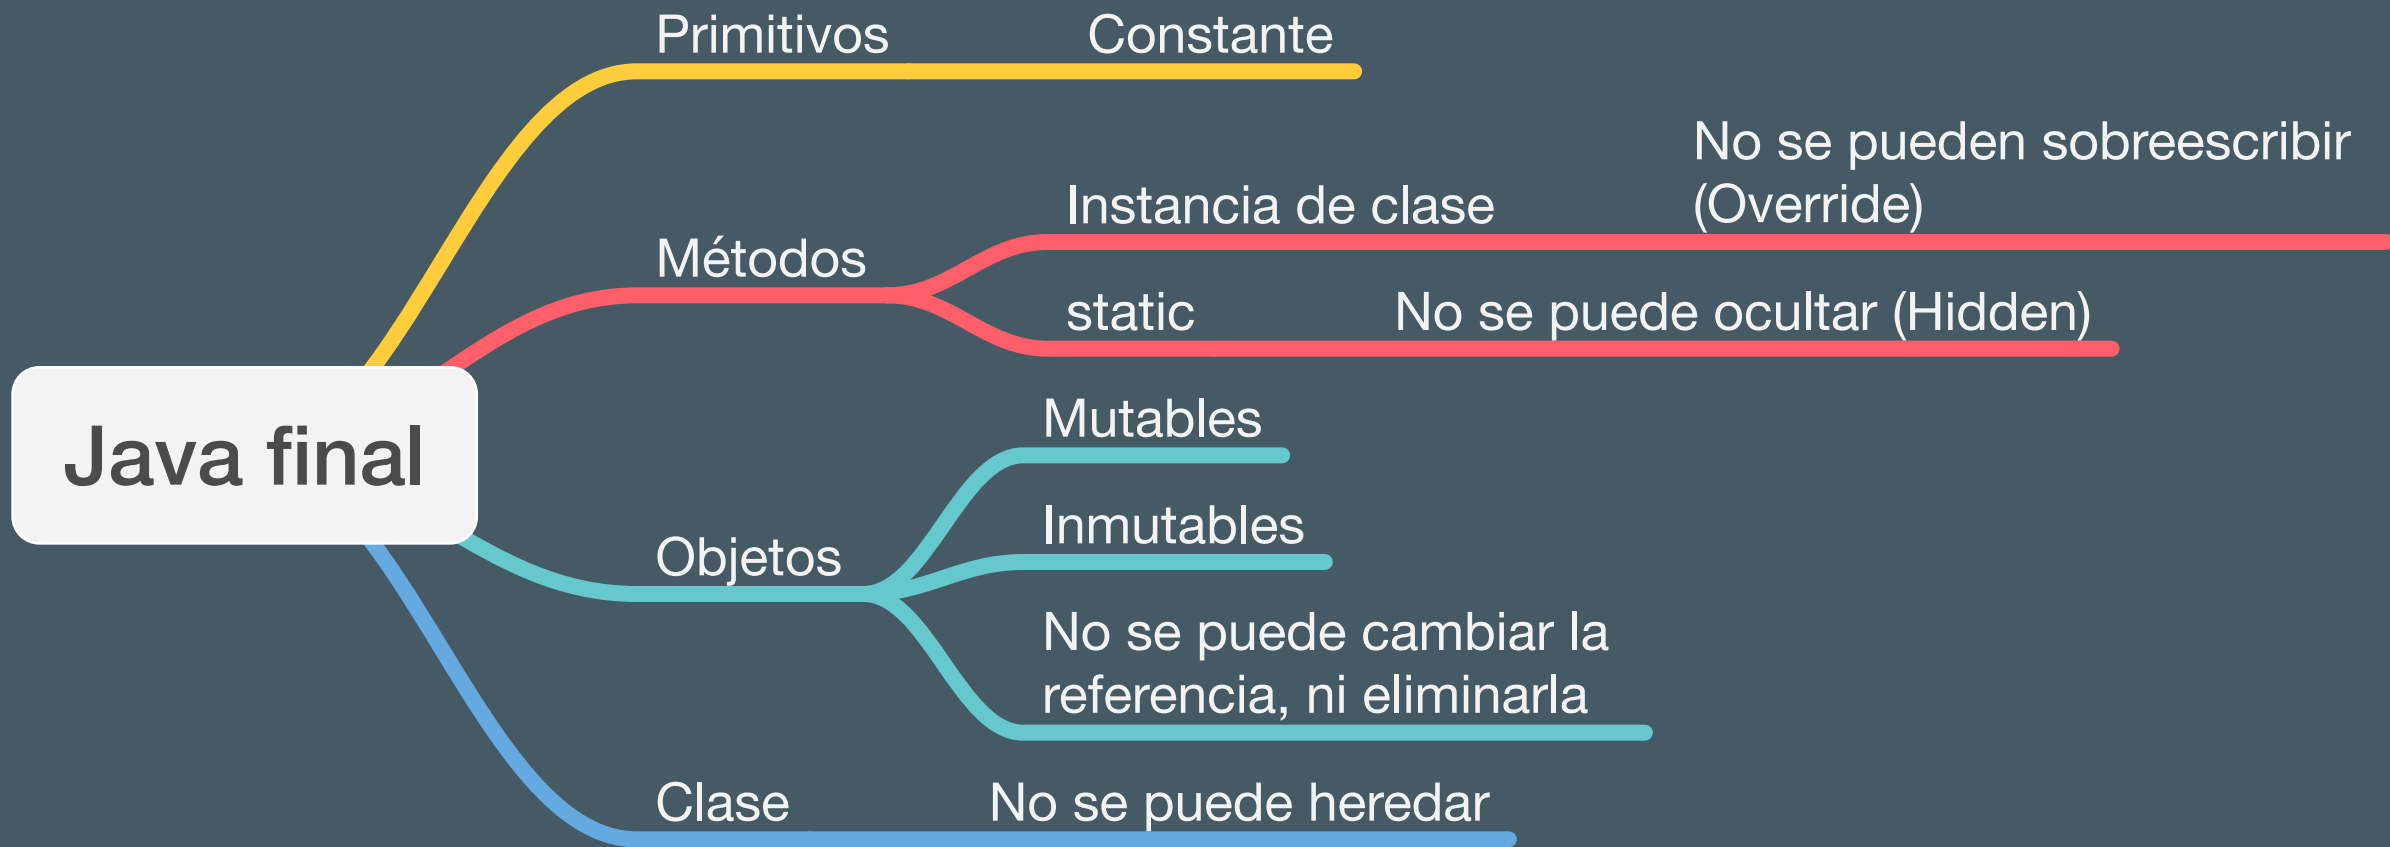 Java final
Primitivos
Constante
Métodos
Instancia de clase
No se pueden sobreescribir
(Override)
static
No se puede ocultar (Hidden)
Objetos
Mutables
Inmutables
No se puede cambiar la
referencia, ni eliminarla
Clase
No se puede heredar